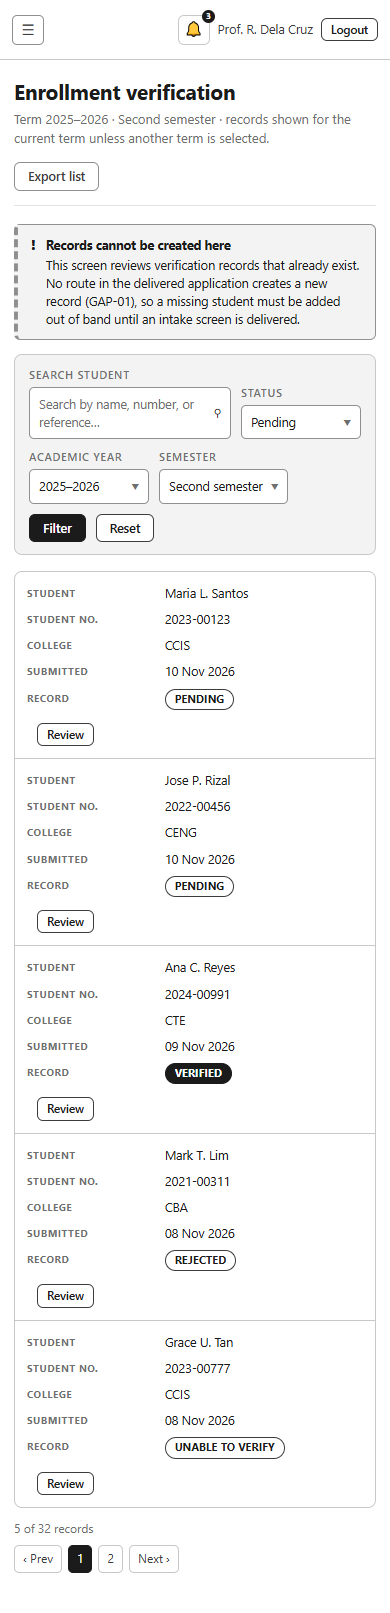 ☰
3
Prof. R. Dela Cruz
Logout
Enrollment verification
Term 2025–2026 · Second semester · records shown for the
current term unless another term is selected.
Export list
! Records cannot be created here
This screen reviews verification records that already exist.
No route in the delivered application creates a new
record (GAP-01), so a missing student must be added
out of band until an intake screen is delivered.
SEARCH STUDENT
Search by name, number, or
reference...
STATUS
Pending
ACADEMIC YEAR
2025–2026
SEMESTER
Second semester
Filter
Reset
STUDENT Maria L. Santos
STUDENT NO. 2023-00123
COLLEGE CCIS
SUBMITTED 10 Nov 2026
RECORD PENDING
Review
STUDENT Jose P. Rizal
STUDENT NO. 2022-00456
COLLEGE CENG
SUBMITTED 10 Nov 2026
RECORD PENDING
Review
STUDENT Ana C. Reyes
STUDENT NO. 2024-00991
COLLEGE CTE
SUBMITTED 09 Nov 2026
RECORD VERIFIED
Review
STUDENT Mark T. Lim
STUDENT NO. 2021-00311
COLLEGE CBA
SUBMITTED 08 Nov 2026
RECORD REJECTED
Review
STUDENT Grace U. Tan
STUDENT NO. 2023-00777
COLLEGE CCIS
SUBMITTED 08 Nov 2026
RECORD UNABLE TO VERIFY
Review
5 of 32 records
‹ Prev 1 2 Next ›